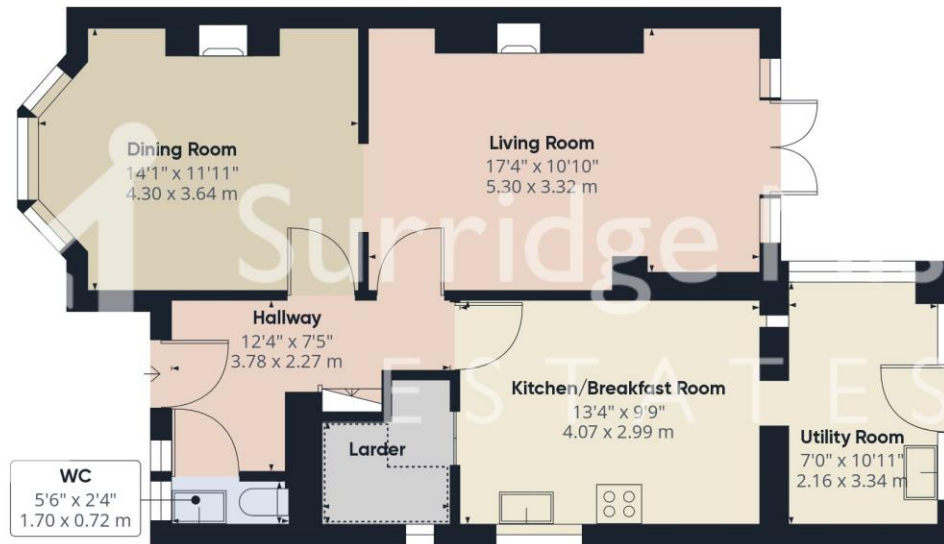 Dining Room
14'1" x 11'11"
4.30 x 3.64 m
Living Room
17'4" x 10'10"
5.30 x 3.32 m
Surridge
ESTATES
Hallway
12'4" x 7'5"
3.78 x 2.27 m
Kitchen/Breakfast Room
13'4" x 9'9"
4.07 x 2.99 m
Larder
Utility Room
7'0" x 10'11"
2.16 x 3.34 m
WC
5'6" x 2'4"
1.70 x 0.72 m